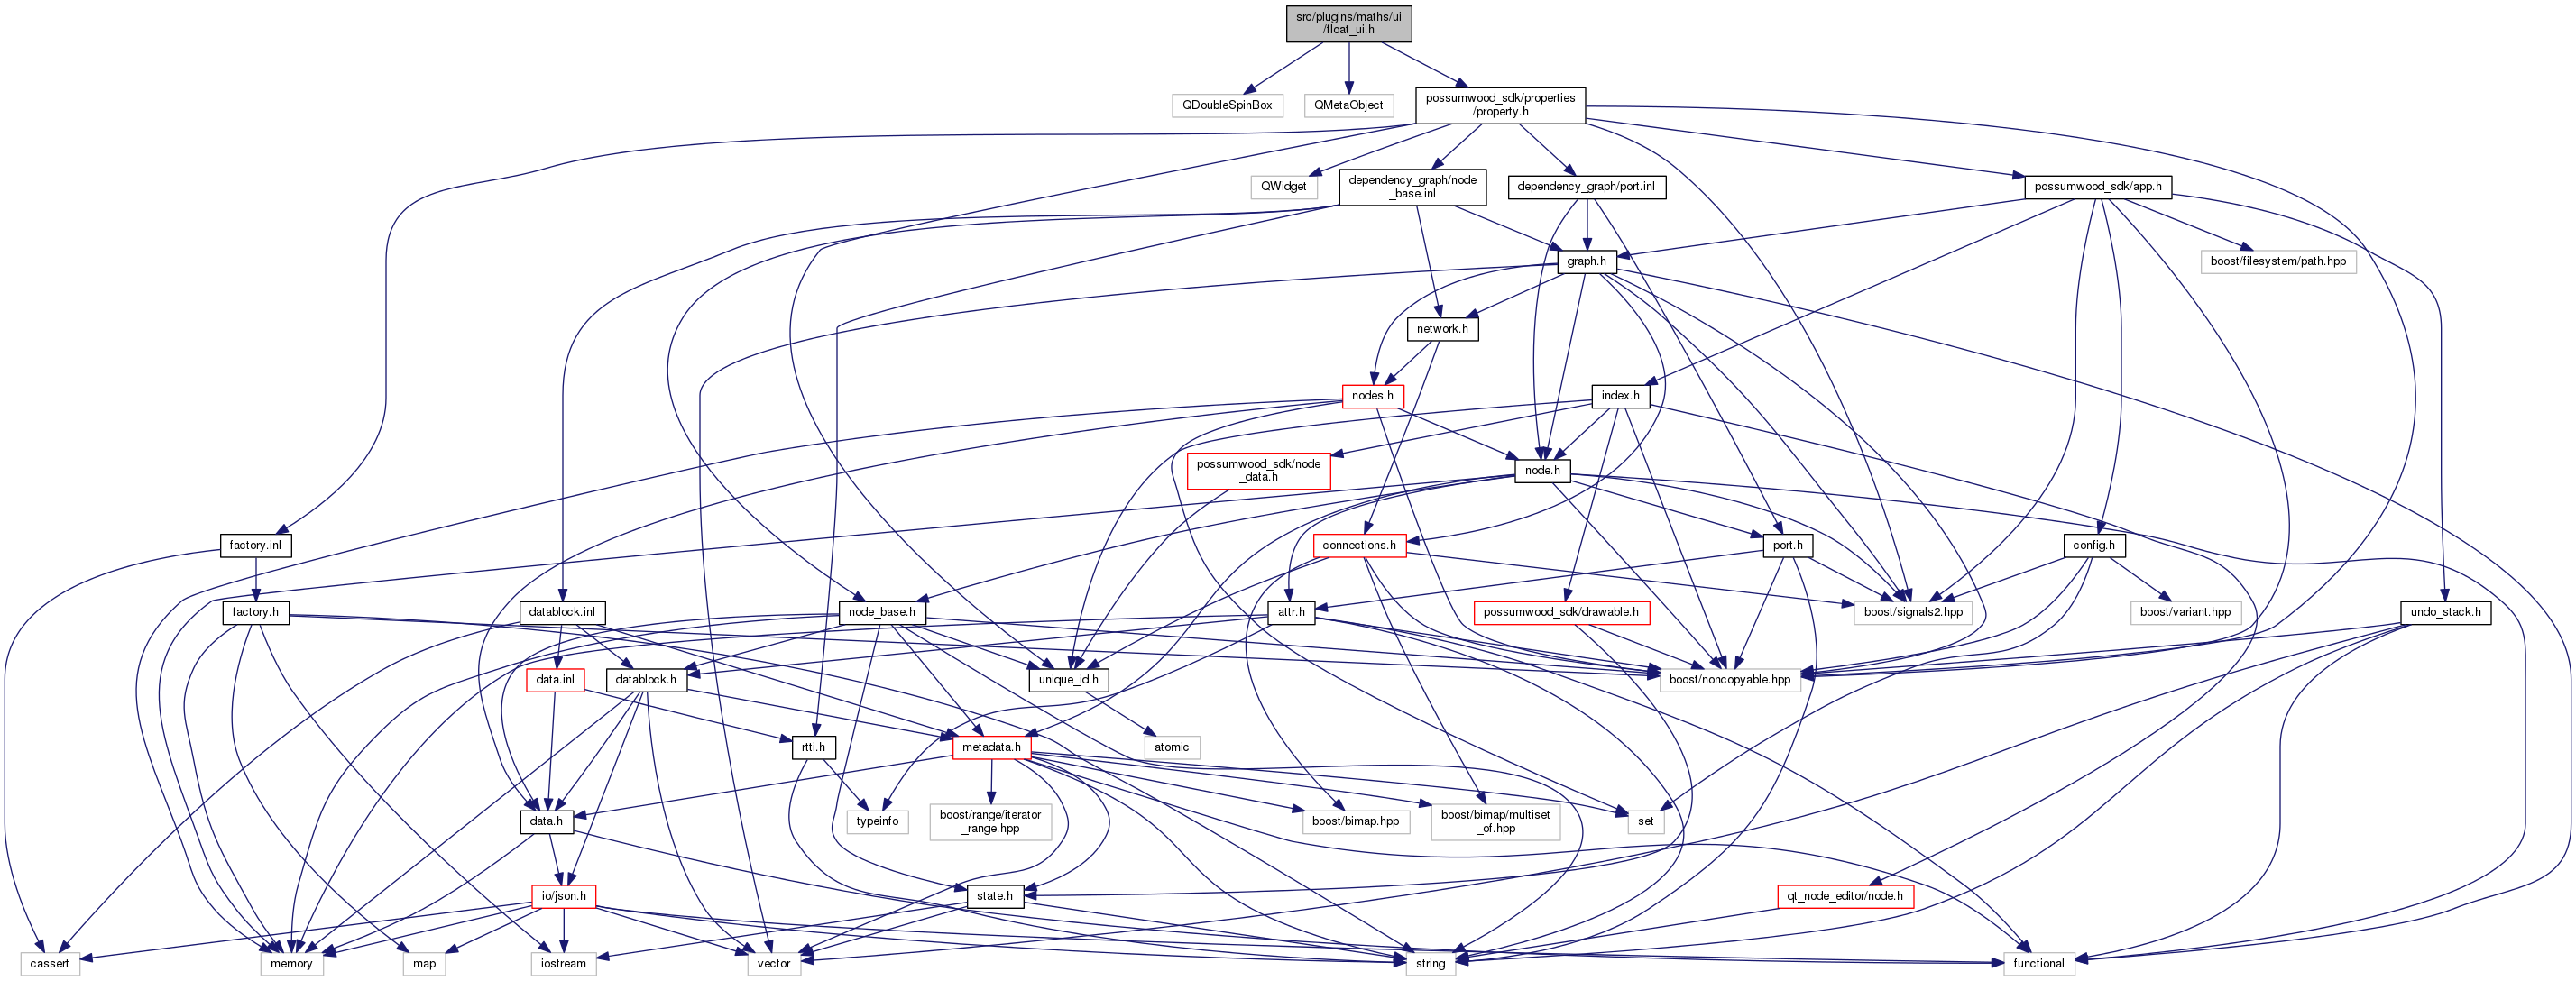 src/plugins/maths/ui
/float_ui.h
QDoubleSpinBox
QMetaObject
possumwood_sdk/properties
/property.h
QWidget
dependency_graph/node
_base.inl
dependency_graph/port.inl
possumwood_sdk/app.h
graph.h
boost/filesystem/path.hpp
network.h
nodes.h
index.h
possumwood_sdk/node
_data.h
node.h
factory.inl
connections.h
port.h
config.h
factory.h
datablock.inl
node_base.h
attr.h
possumwood_sdk/drawable.h
boost/signals2.hpp
boost/variant.hpp
undo_stack.h
data.inl
datablock.h
unique_id.h
boost/noncopyable.hpp
rtti.h
metadata.h
atomic
data.h
typeinfo
boost/range/iterator
_range.hpp
boost/bimap.hpp
boost/bimap/multiset
_of.hpp
set
io/json.h
state.h
qt_node_editor/node.h
cassert
memory
map
iostream
vector
string
functional